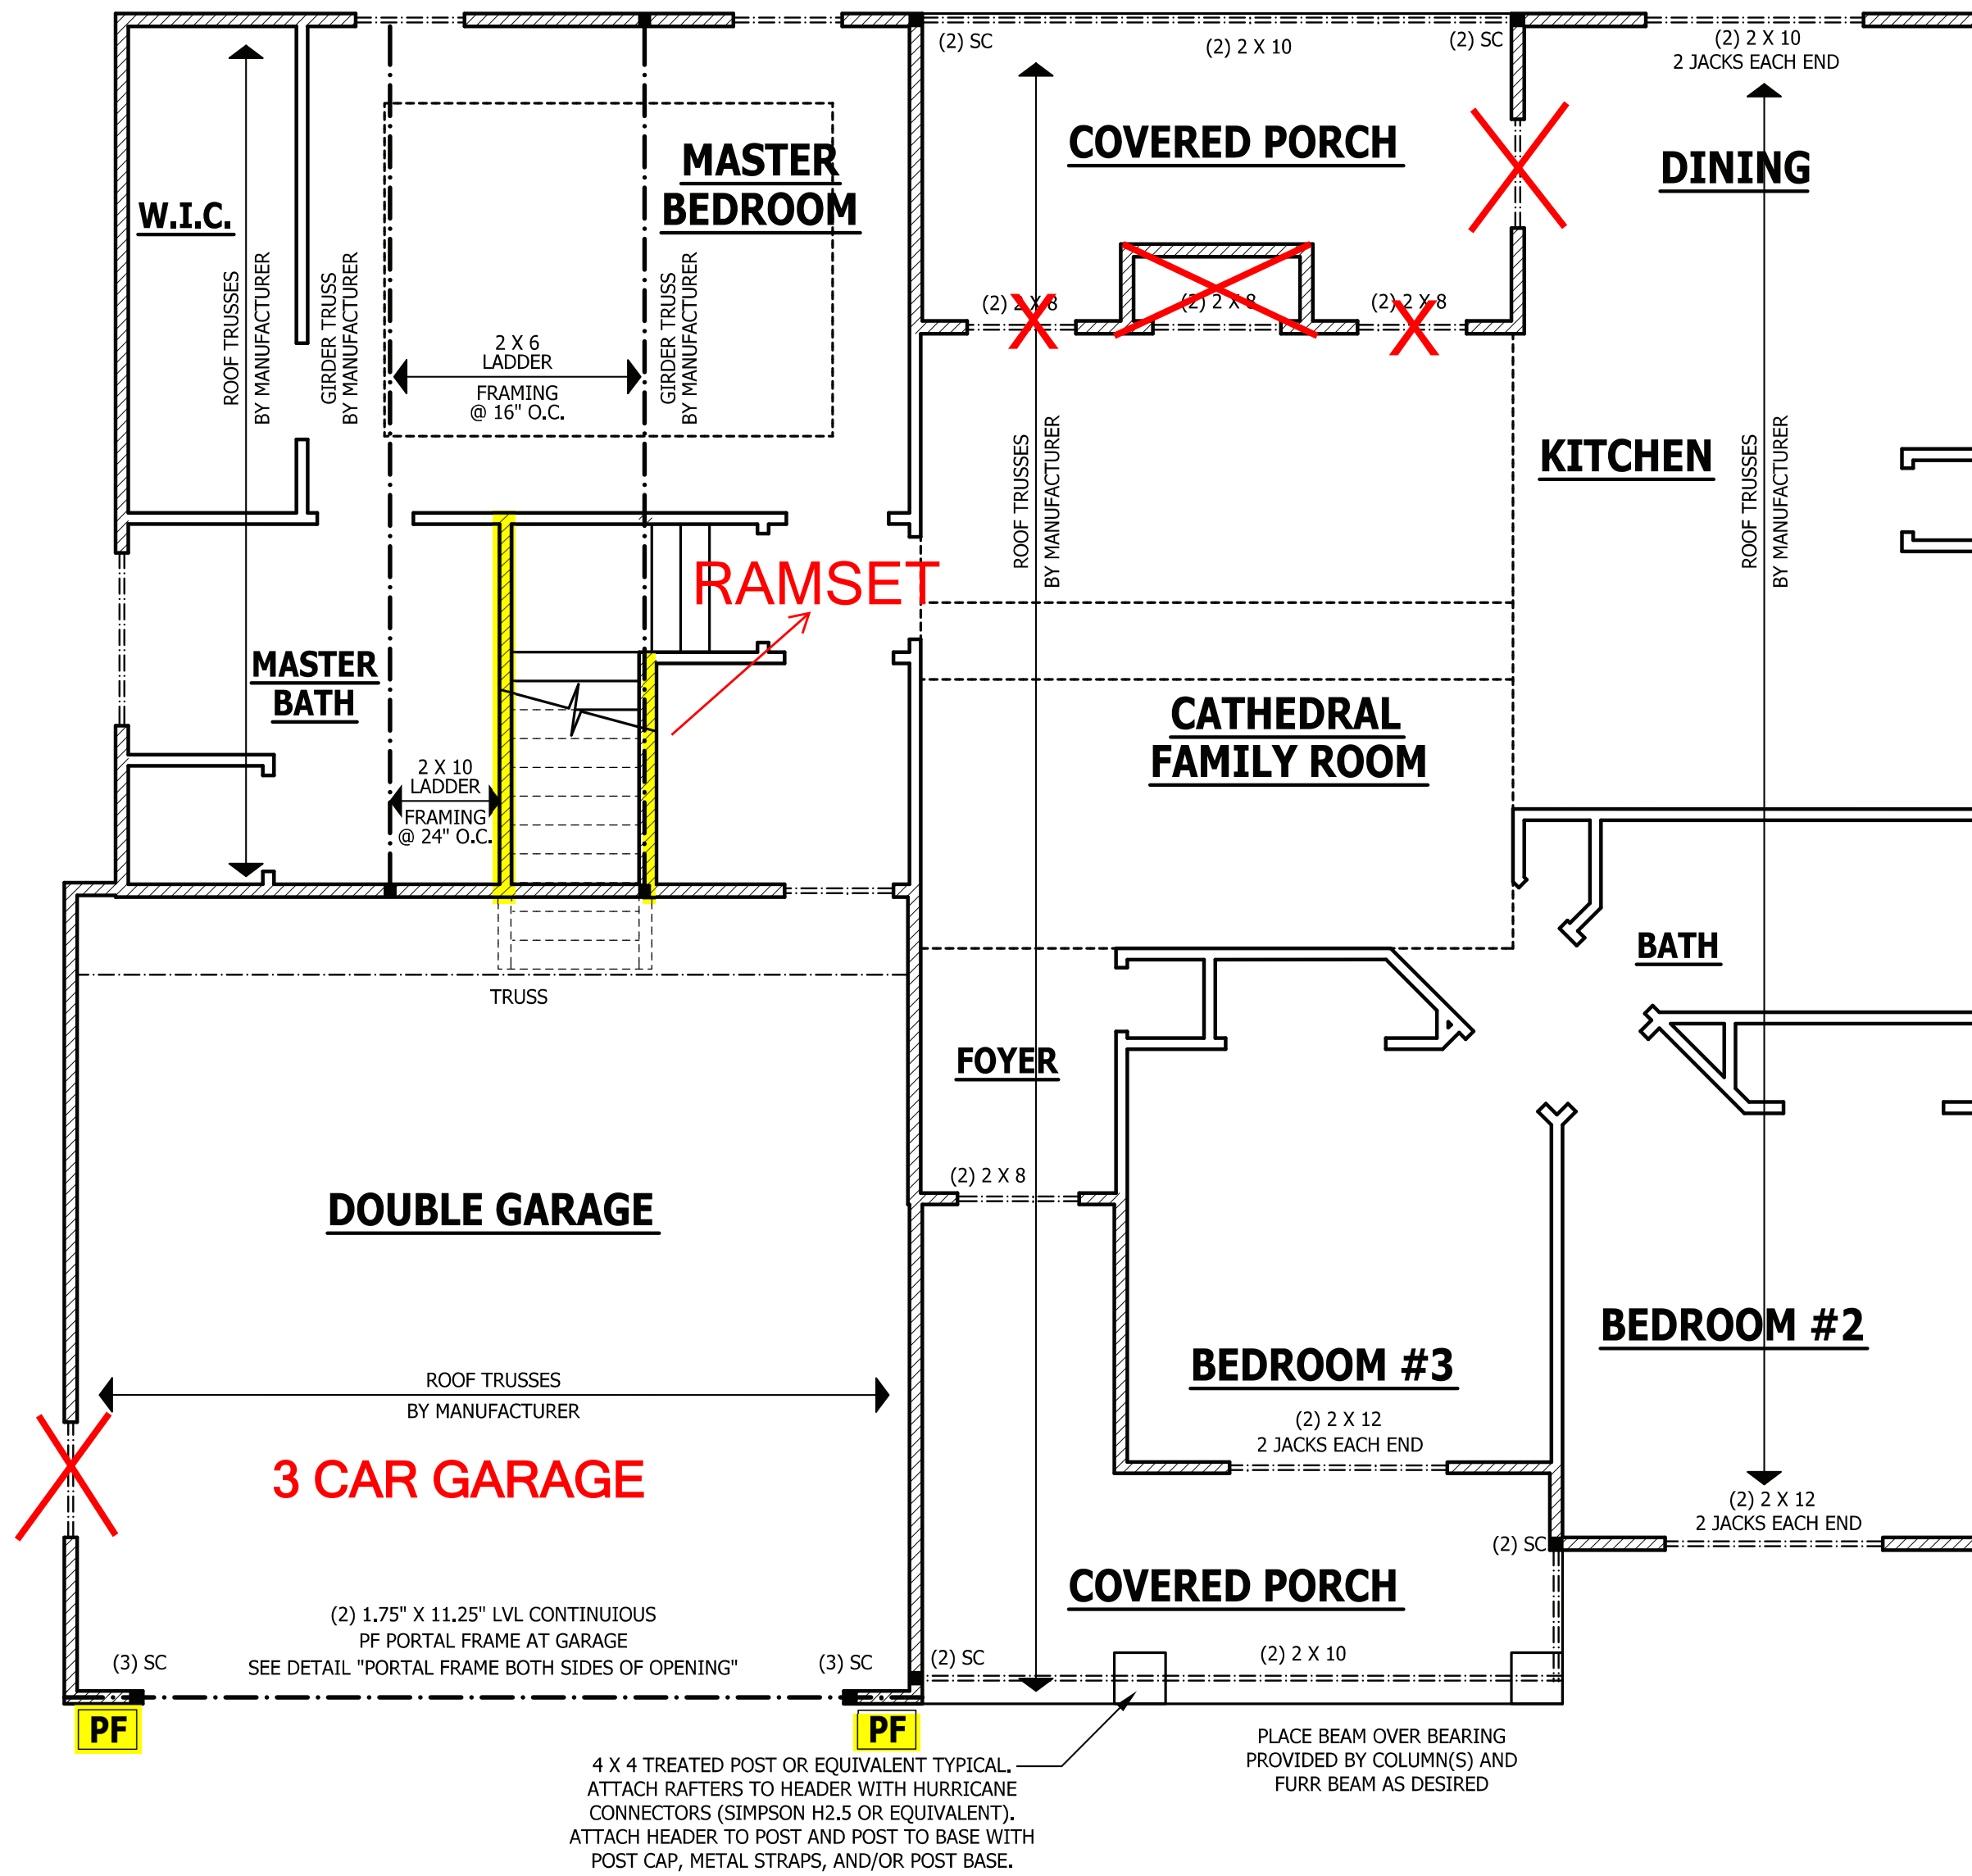 (2) SC
(2) 2 X 10
(2) SC
(2) 2 X 10
2 JACKS EACH END
MASTER
BEDROOM
COVERED PORCH
DINING
W.I.C.
ROOF TRUSSES
BY MANUFACTURER
GIRDER TRUSS
BY MANUFACTURER
GIRDER TRUSS
BY MANUFACTURER
(2) 2 X 8
(2) 2 X 8
(2) 2 X 8
2 X 6
LADDER
FRAMING
@ 16" O.C.
ROOF TRUSSES
BY MANUFACTURER
KITCHEN
ROOF TRUSSES
BY MANUFACTURER
RAMSET
MASTER
BATH
CATHEDRAL
FAMILY ROOM
2 X 10
LADDER
FRAMING
@ 24" O.C.
BATH
TRUSS
FOYER
(2) 2 X 8
DOUBLE GARAGE
BEDROOM #2
BEDROOM #3
ROOF TRUSSES
BY MANUFACTURER
(2) 2 X 12
2 JACKS EACH END
3 CAR GARAGE
(2) 2 X 12
2 JACKS EACH END
(2) SC
COVERED PORCH
(2) 1.75" X 11.25" LVL CONTINUIOUS
PF PORTAL FRAME AT GARAGE
SEE DETAIL "PORTAL FRAME BOTH SIDES OF OPENING"
(3) SC
(3) SC
(2) SC
(2) 2 X 10
PF
PF
PLACE BEAM OVER BEARING
PROVIDED BY COLUMN(S) AND
FURR BEAM AS DESIRED
4 X 4 TREATED POST OR EQUIVALENT TYPICAL.
ATTACH RAFTERS TO HEADER WITH HURRICANE
CONNECTORS (SIMPSON H2.5 OR EQUIVALENT).
ATTACH HEADER TO POST AND POST TO BASE WITH
POST CAP, METAL STRAPS, AND/OR POST BASE.